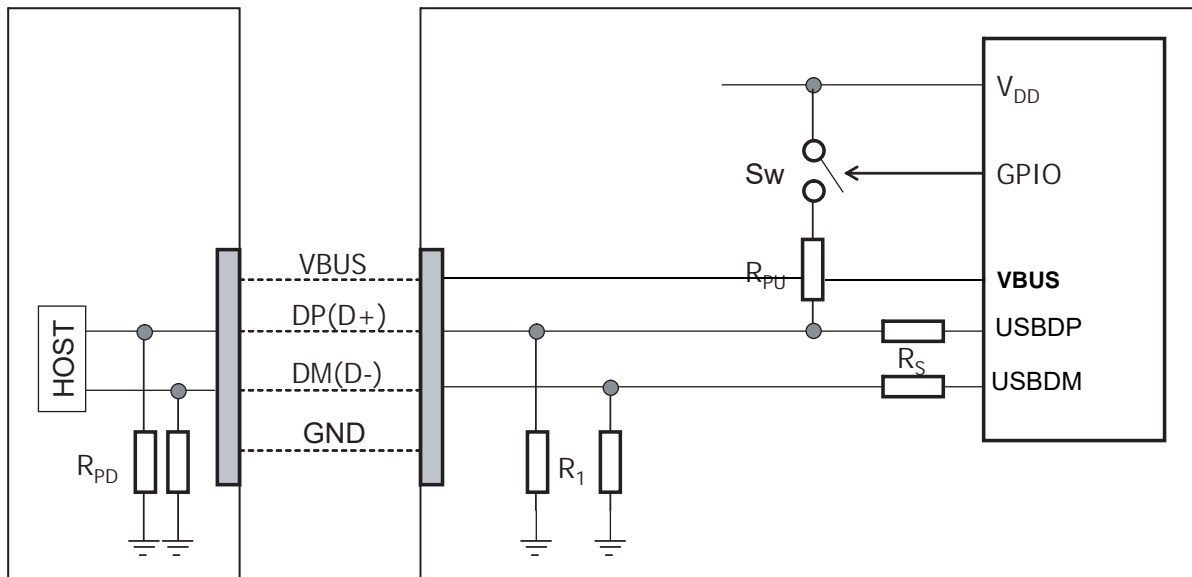 V_DD
Sw
GPIO
VBUS
R_PU
VBUS
DP(D+)
USBDP
HOST
R_S
DM(D-)
USBDM
GND
R_PD
R_1